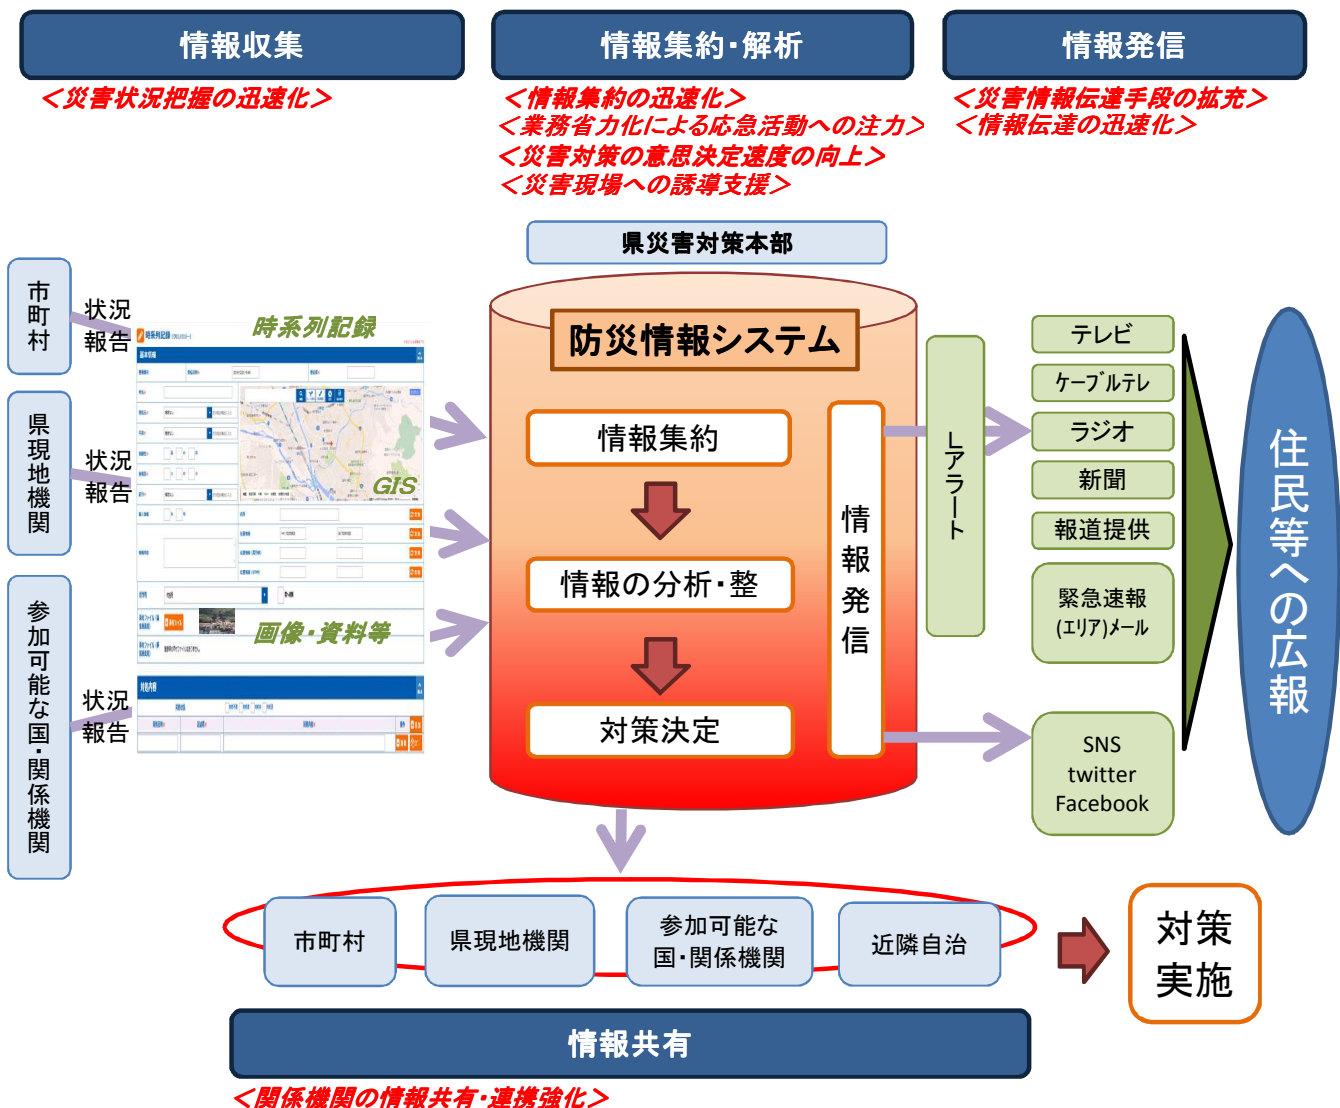 情報収集
情報集約・解析
情報発信
＜災害状況把握の迅速化＞
＜情報集約の迅速化＞
＜業務省力化による応急活動への注力＞
＜災害対策の意思決定速度の向上＞
＜災害現場への誘導支援＞
＜災害情報伝達手段の拡充＞
＜情報伝達の迅速化＞
県災害対策本部
市町村
県現地機関
参加可能な国・関係機関
状況
報告
状況
報告
状況
報告
時系列記録
時系列記録
基本情報
GIS
画像・資料等
対処内容
防災情報システム
情報集約
情報の分析・整
対策決定
情報発信
Lアラート
テレビ
ケーブルテレ
ラジオ
新聞
報道提供
緊急速報
(エリア)メール
SNS
twitter
Facebook
住民等への広報
市町村
県現地機関
参加可能な
国・関係機関
近隣自治
対策
実施
情報共有
＜関係機関の情報共有・連携強化＞